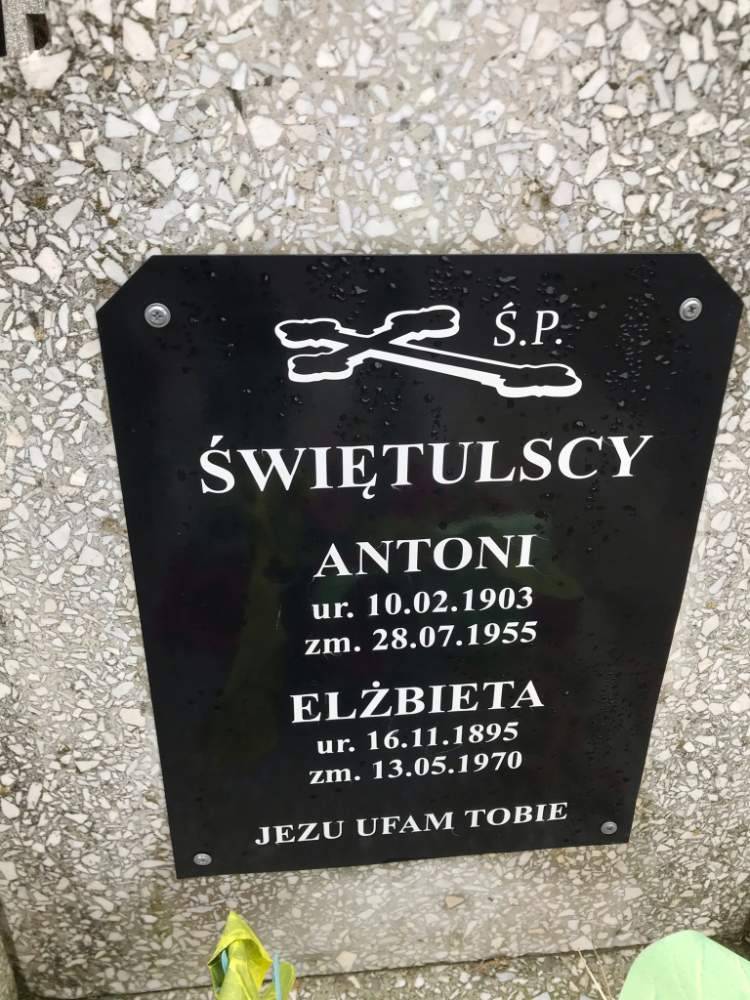 Ś.P.
ŚWIĘTULSCY
ANTONI
ur. 10.02.1903
zm. 28.07.1955
ELŻBIETA
ur. 16.11.1895
zm. 13.05.1970
JEZU UFAM TOBIE